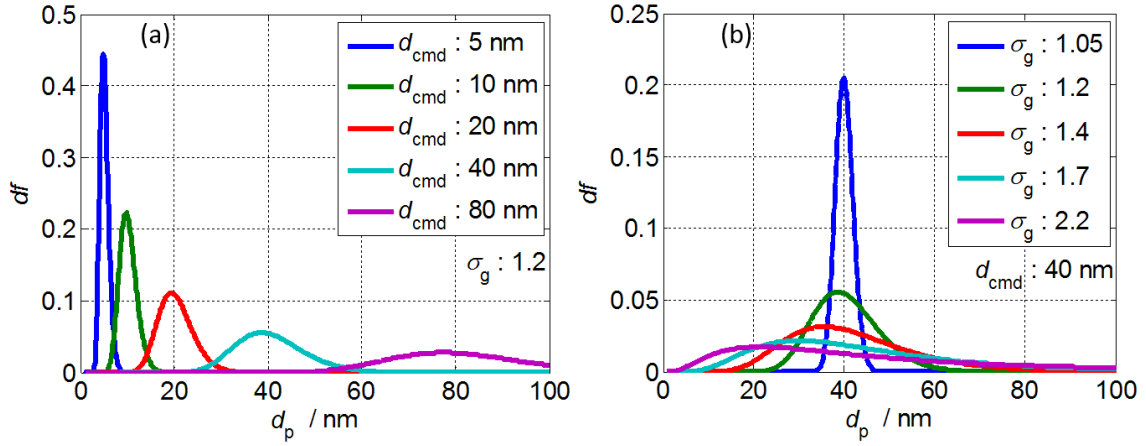 (a)
0.5
0.4
0.3
0.2
0.1
0
df
d_cmd : 5 nm
d_cmd : 10 nm
d_cmd : 20 nm
d_cmd : 40 nm
d_cmd : 80 nm
σ_g : 1.2
0 20 40 60 80 100
d_p / nm
(b)
0.25
0.20
0.15
0.10
0.05
0
df
σ_g : 1.05
σ_g : 1.2
σ_g : 1.4
σ_g : 1.7
σ_g : 2.2
d_cmd : 40 nm
0 20 40 60 80 100
d_p / nm